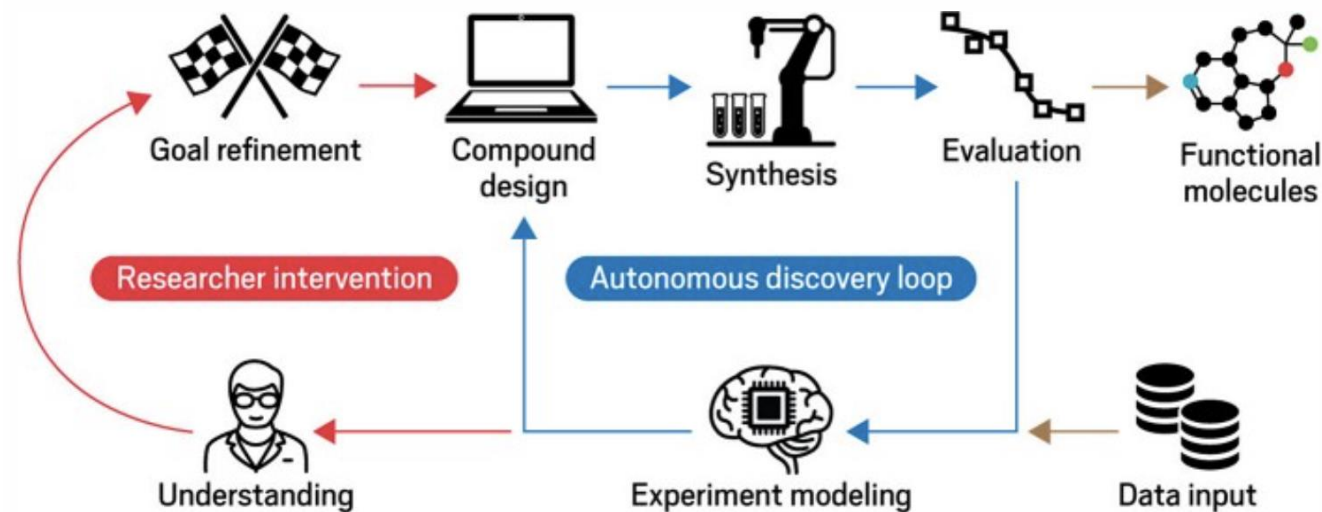 Goal refinement
Compound
design
Synthesis
Evaluation
Functional
molecules
Researcher intervention
Autonomous discovery loop
Understanding
Experiment modeling
Data input